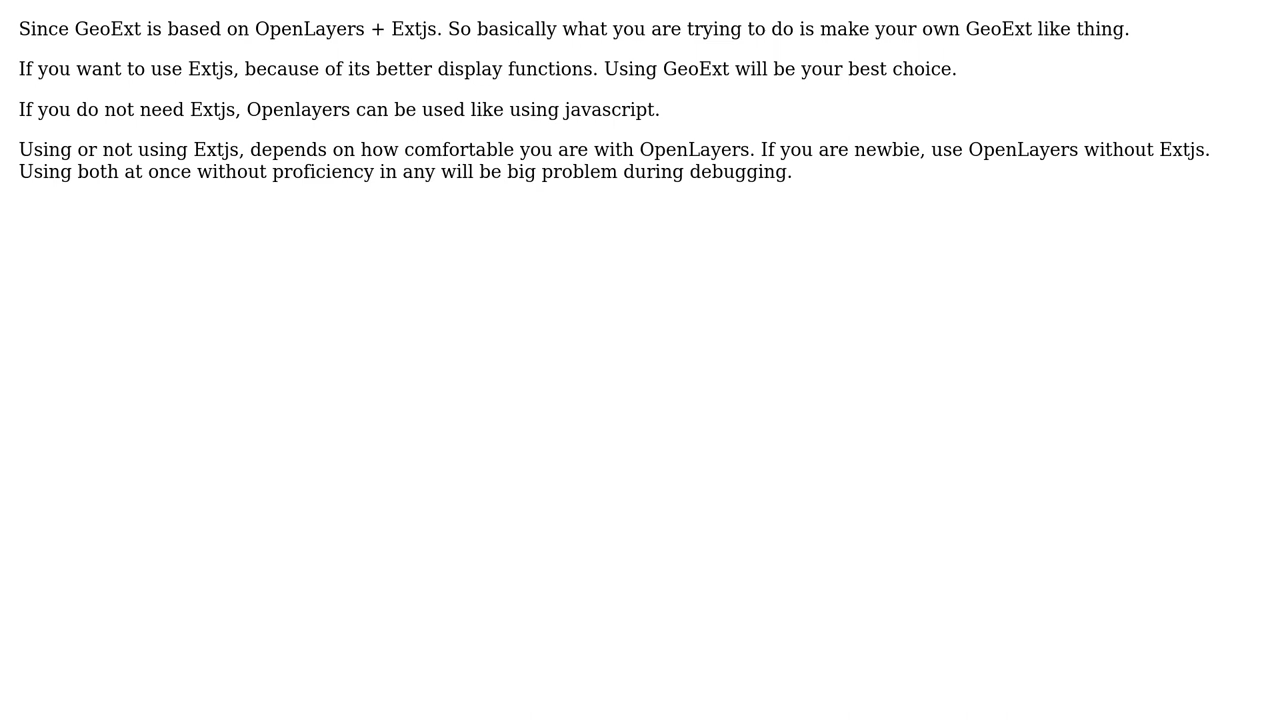 Since GeoExt is based on OpenLayers + Extjs. So basically what you are trying to do is make your own GeoExt like thing.
If you want to use Extjs, because of its better display functions. Using GeoExt will be your best choice.
If you do not need Extjs, Openlayers can be used like using javascript.
Using or not using Extjs, depends on how comfortable you are with OpenLayers. If you are newbie, use OpenLayers without Extjs.
Using both at once without proficiency in any will be big problem during debugging.